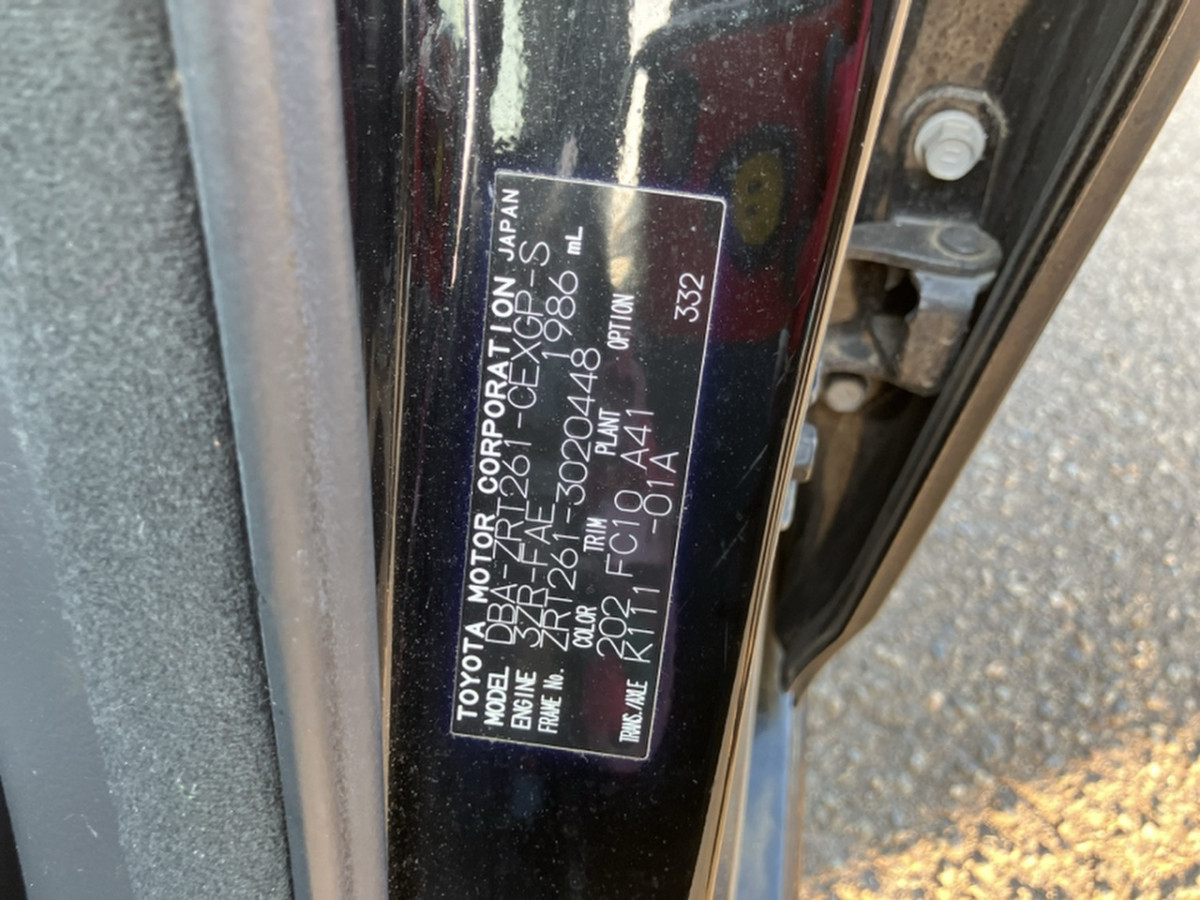 TOYOTA MOTOR CORPORATION JAPAN
MODEL DBA-ZRT261-CEXGP-S
ENGINE 3ZR-FAE 1986 mL
FRAME No. ZRT261-3020448
COLOR TRIM PLANT OPTION
202 FC10 A41
TRANS./AXLE K111 -01A 332